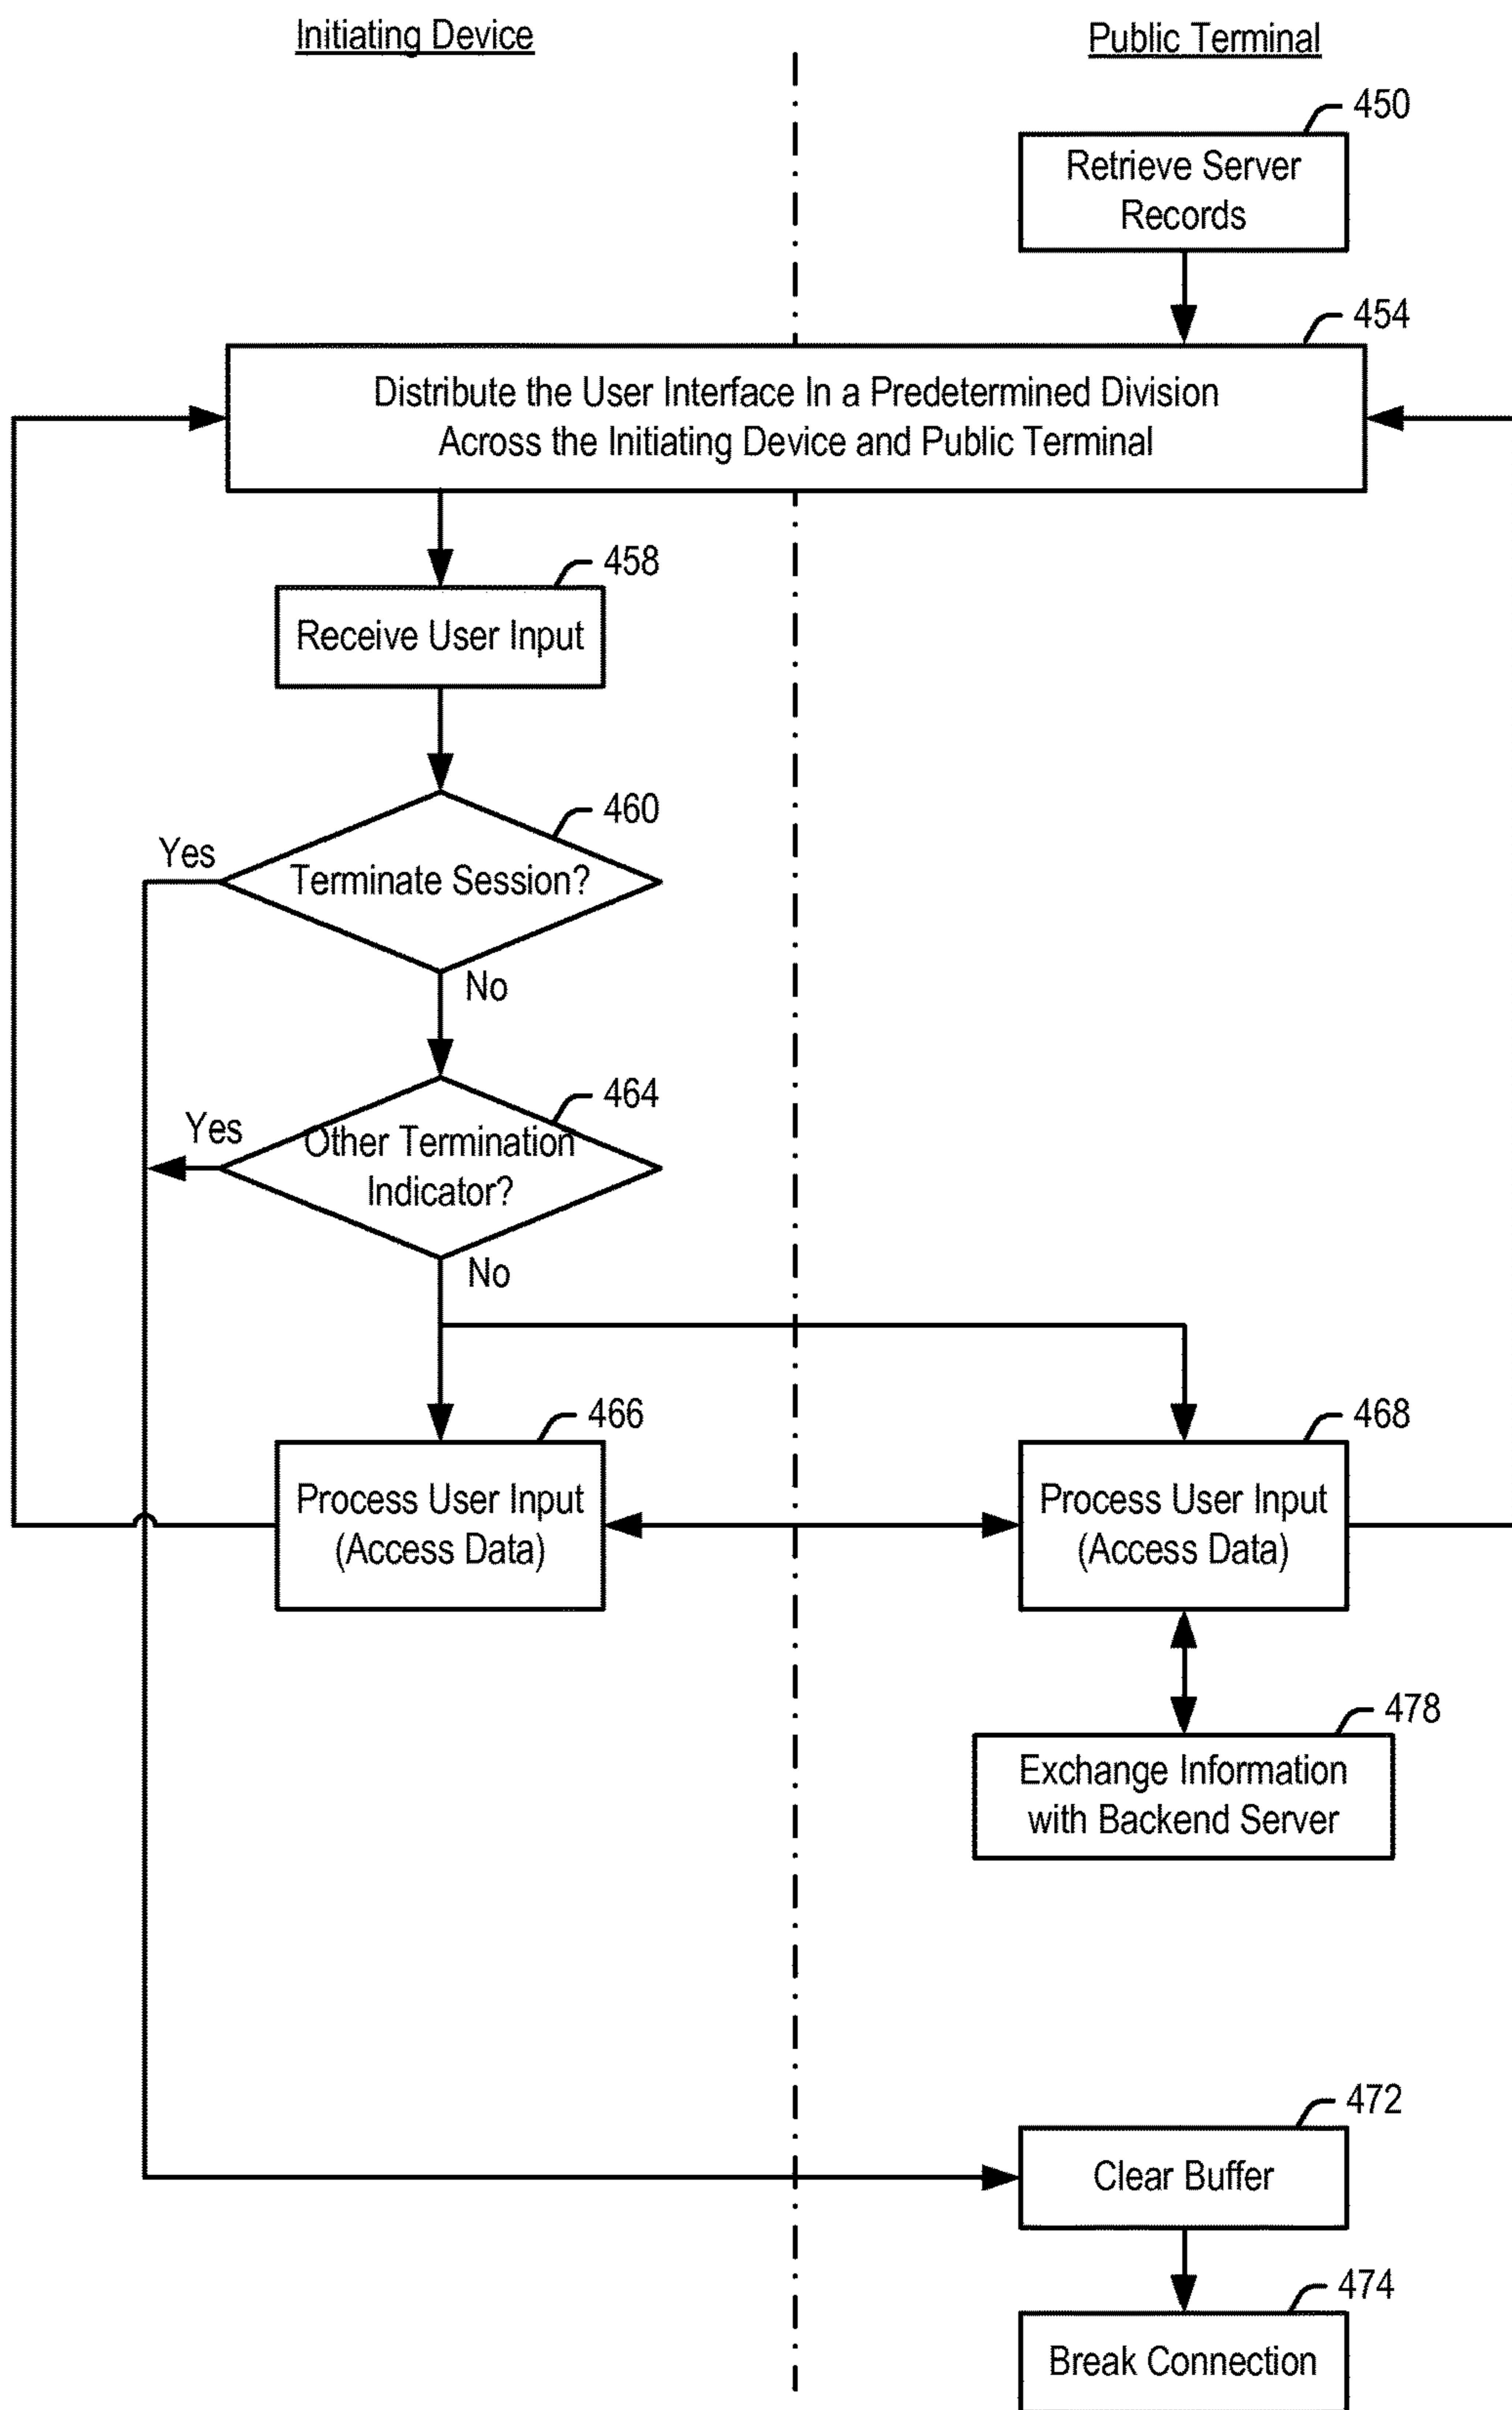 Initiating Device
Public Terminal
450
Retrieve Server
Records
454
Distribute the User Interface In a Predetermined Division
Across the Initiating Device and Public Terminal
458
Receive User Input
460
Yes
Terminate Session?
No
464
Yes
Other Termination
Indicator?
No
466
Process User Input
(Access Data)
468
Process User Input
(Access Data)
478
Exchange Information
with Backend Server
472
Clear Buffer
474
Break Connection